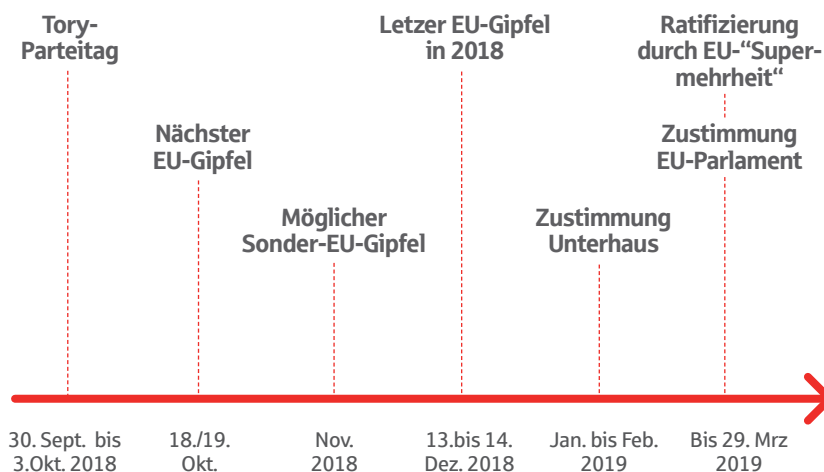 Tory-
Parteitag
Nächster
EU-Gipfel
Möglicher
Sonder-EU-Gipfel
Letzer EU-Gipfel
in 2018
Zustimmung
Unterhaus
Ratifizierung
durch EU-“Super-
mehrheit“
Zustimmung
EU-Parlament
30. Sept. bis
3.Okt. 2018
18./19.
Okt.
Nov.
2018
13.bis 14.
Dez. 2018
Jan. bis Feb.
2019
Bis 29. Mrz
2019